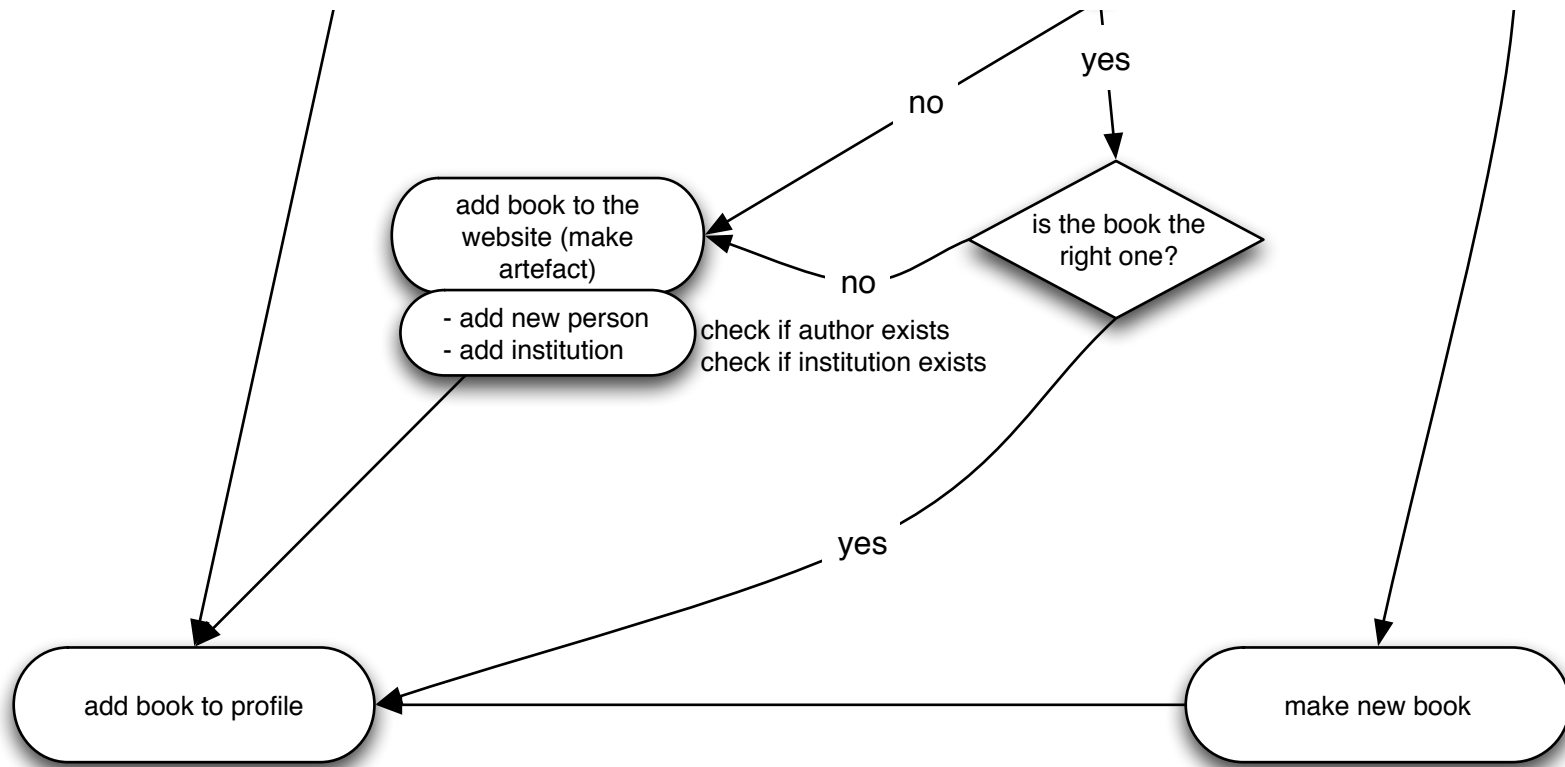 yes
no
add book to the
website (make
artefact)
is the book the
right one?
no
- add new person
- add institution
check if author exists
check if institution exists
yes
add book to profile
make new book